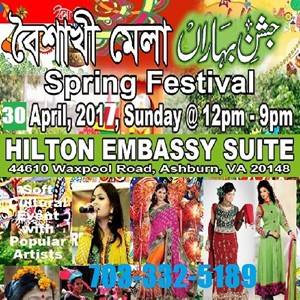 বৈশাখী মেলা جشن بہاراں
Spring Festival
30 April, 2017, Sunday @ 12pm - 9pm
HILTON EMBASSY SUITE
44610 Waxpool Road, Ashburn, VA 20148
Soft
Cultural
Event
with
Popular
Artists
703-332-5189